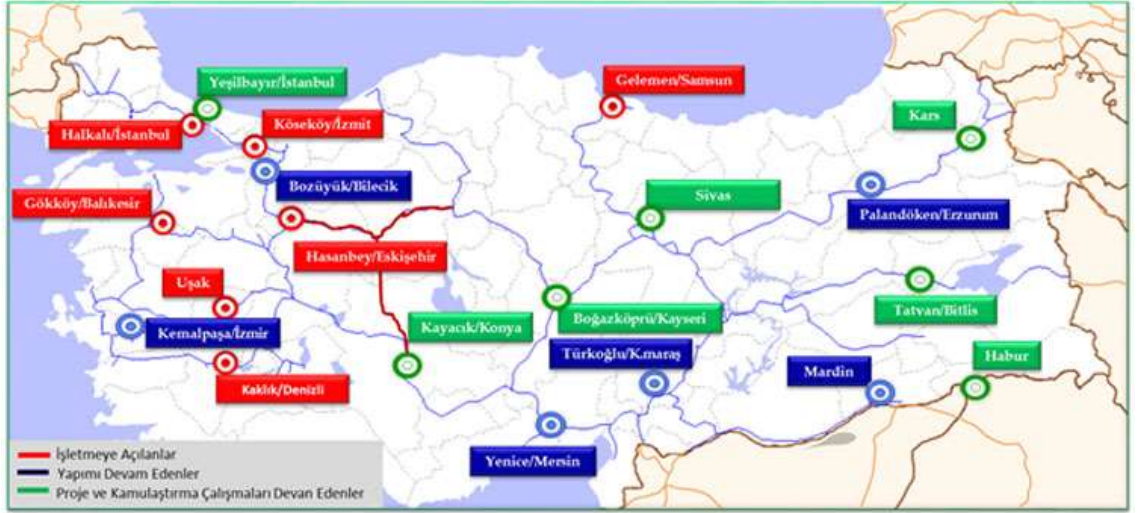 Yeşilbayır/İstanbul
Gelemen/Samsun
Halkalı/İstanbul
Köseköy/İzmit
Kars
Bozüyük/Bilecik
Gökköy/Balıkesir
Sivas
Palandöken/Erzurum
Hasanbey/Eskişehir
Uşak
Kemalpaşa/İzmir
Kayacık/Konya
Boğazköprü/Kayseri
Tatvan/Bitlis
Türkoğlu/K.maraş
Habur
Mardin
Kaklık/Denizli
Yenice/Mersin
İşletmeye Açılanlar
Yapımı Devam Edenler
Proje ve Kamulaştırma Çalışmaları Devan Edenler